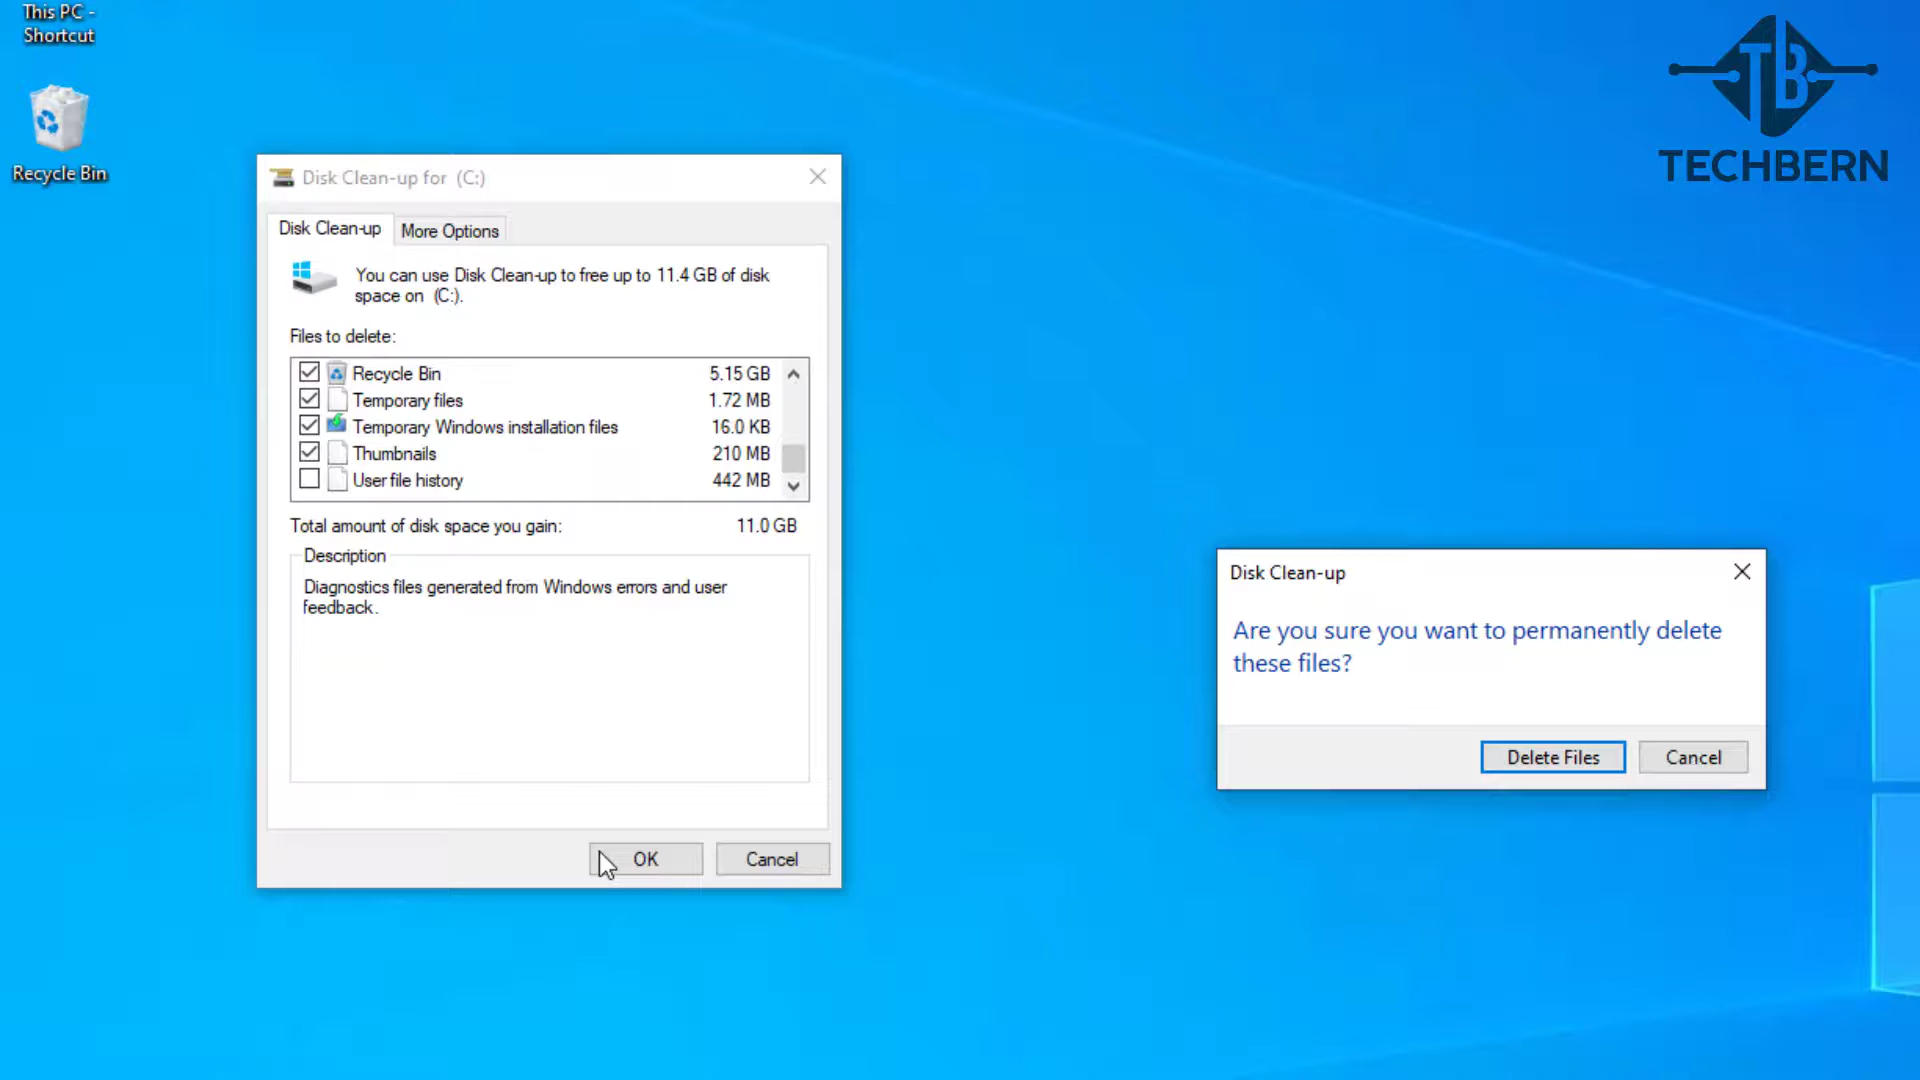 This PC -
Shortcut
Recycle Bin
TB
TECHBERN
Disk Clean-up for (C:)
Disk Clean-up
More Options
You can use Disk Clean-up to free up to 11.4 GB of disk
space on (C:).
Files to delete:
Recycle Bin 5.15 GB
Temporary files 1.72 MB
Temporary Windows installation files 16.0 KB
Thumbnails 210 MB
User file history 442 MB
Total amount of disk space you gain: 11.0 GB
Description
Diagnostics files generated from Windows errors and user
feedback.
OK
Cancel
Disk Clean-up
Are you sure you want to permanently delete
these files?
Delete Files
Cancel